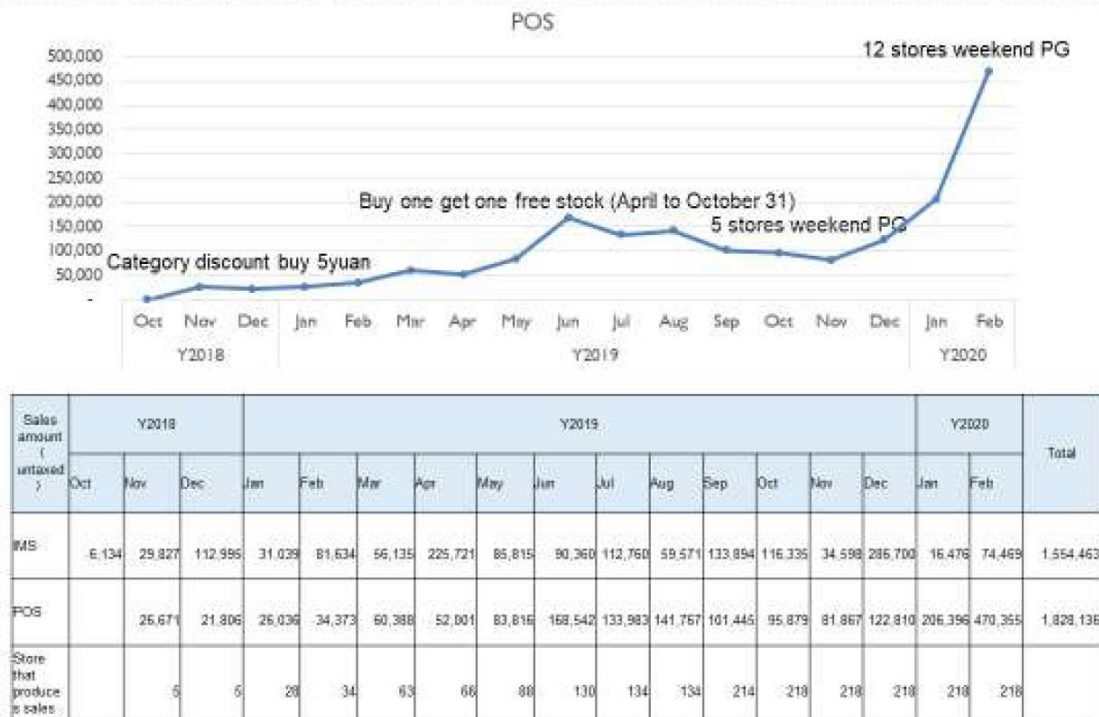 POS
500,000
450,000
400,000
350,000
300,000
250,000
200,000
150,000
100,000
50,000
-
12 stores weekend PG
Buy one get one free stock (April to October 31)
5 stores weekend PG
Category discount buy 5yuan
Oct Nov Dec Jan Feb Mar Apr May Jun Jul Aug Sep Oct Nov Dec Jan Feb
Y2018 Y2019 Y2020
Sales
amount
(
untaxed
)
Y2018 Y2019 Y2020 Total
Oct Nov Dec Jan Feb Mar Apr May Jun Jul Aug Sep Oct Nov Dec Jan Feb
IMS 6,134 29,827 112,995 31,039 81,634 56,135 225,721 85,815 90,360 112,760 59,571 133,894 116,335 34,598 286,700 16,476 74,469 1,554,463
POS 26,671 21,806 26,036 34,373 60,388 52,001 83,816 168,542 133,983 141,767 101,445 95,879 81,867 122,810 206,396 470,355 1,828,136
Store
that
produce
s sales
5 5 28 34 63 66 88 130 134 134 214 218 218 218 218 218